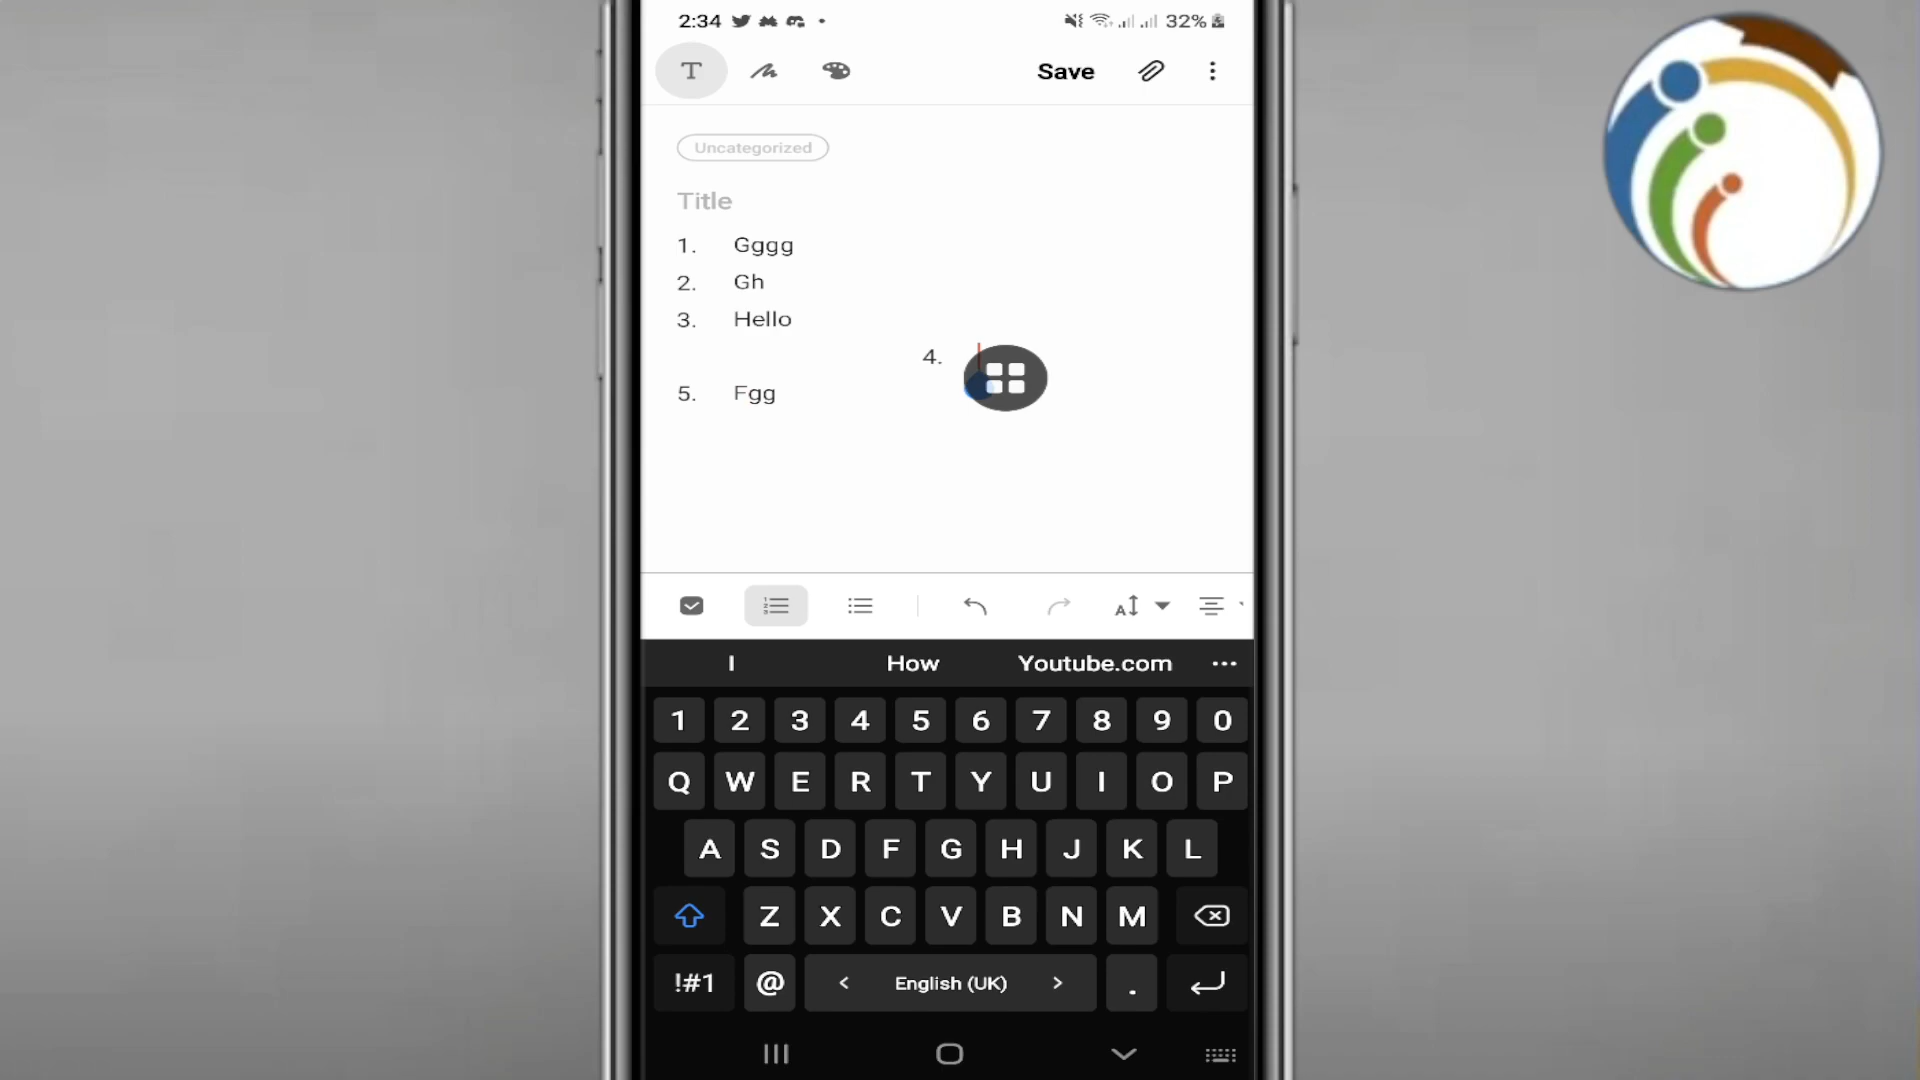 2:34 32%
T Save
Uncategorized
Title
1. Gggg
2. Gh
3. Hello
4.
5. Fgg
A
I How Youtube.com
1 2 3 4 5 6 7 8 9 0
Q W E R T Y U I O P
A S D F G H J K L
Z X C V B N M
!#1 @ < English (UK) > .